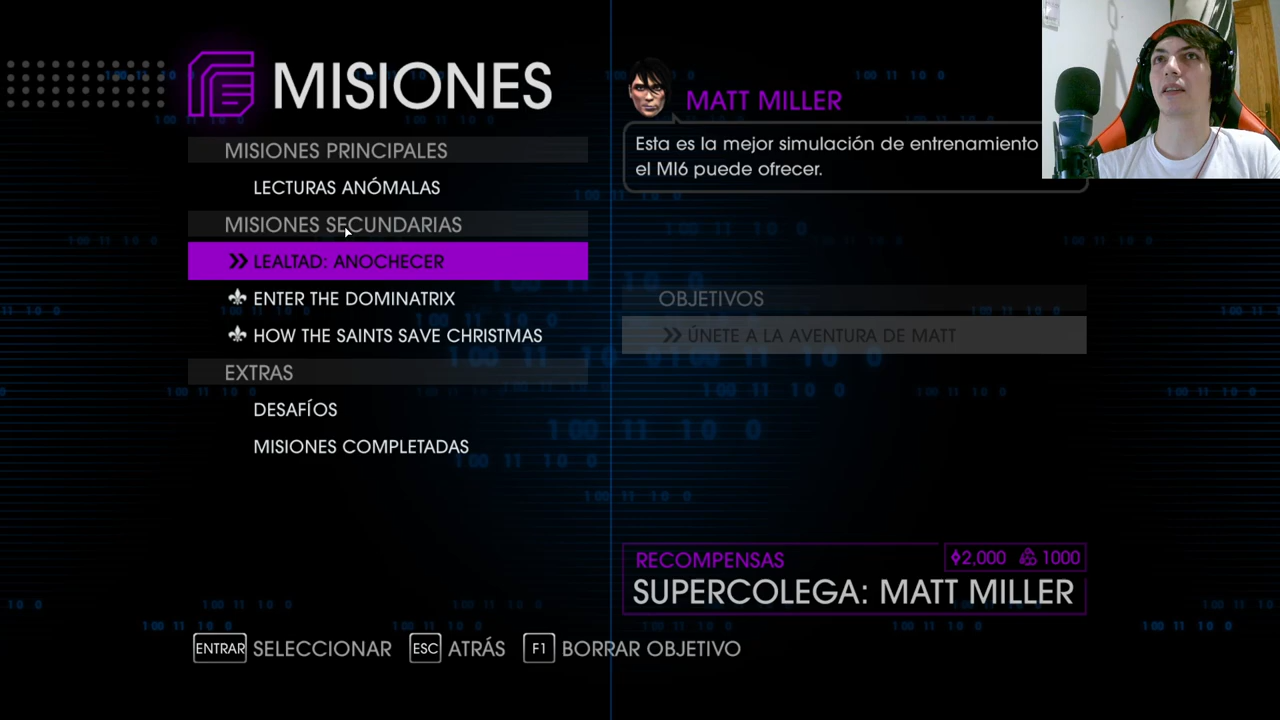 MISIONES
MISIONES PRINCIPALES
LECTURAS ANÓMALAS
MISIONES SECUNDARIAS
LEALTAD: ANOCHECER
ENTER THE DOMINATRIX
HOW THE SAINTS SAVE CHRISTMAS
EXTRAS
DESAFÍOS
MISIONES COMPLETADAS
MATT MILLER
Esta es la mejor simulación de entrenamiento
el MI6 puede ofrecer.
OBJETIVOS
ÚNETE A LA AVENTURA DE MATT
RECOMPENSAS
2,000 1000
SUPERCOLEGA: MATT MILLER
ENTRAR SELECCIONAR ESC ATRÁS F1 BORRAR OBJETIVO